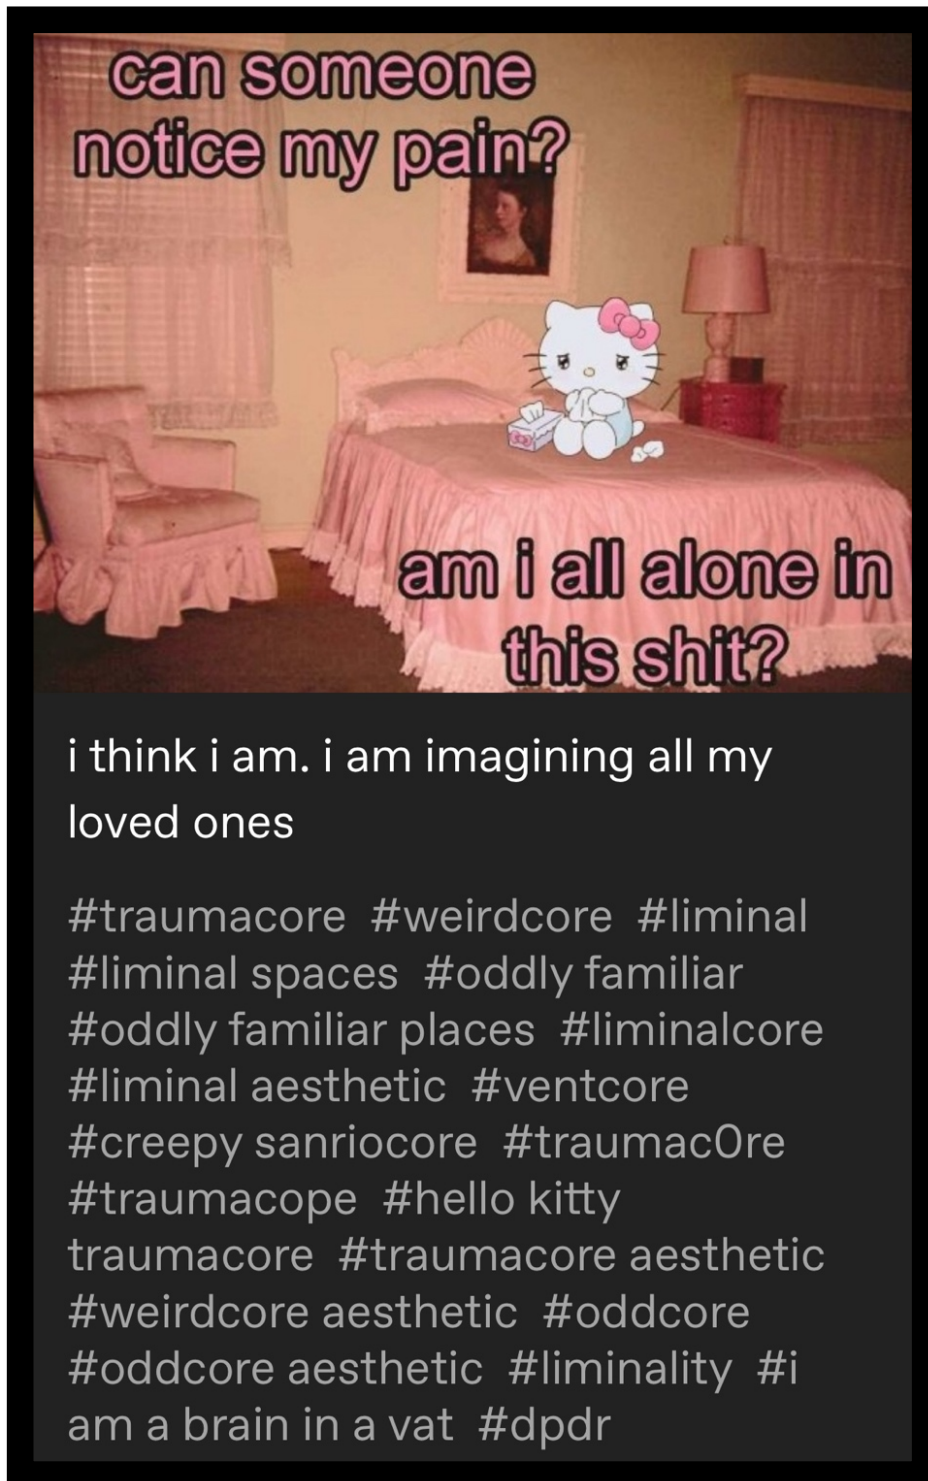 can someone
notice my pain?
am i all alone in
this shit?
i think i am. i am imagining all my
loved ones
#traumacore #weirdcore #liminal
#liminal spaces #oddly familiar
#oddly familiar places #liminalcore
#liminal aesthetic #ventcore
#creepy sanriocore #traumac0re
#traumacope #hello kitty
traumacore #traumacore aesthetic
#weirdcore aesthetic #oddcore
#oddcore aesthetic #liminality #i
am a brain in a vat #dpdr